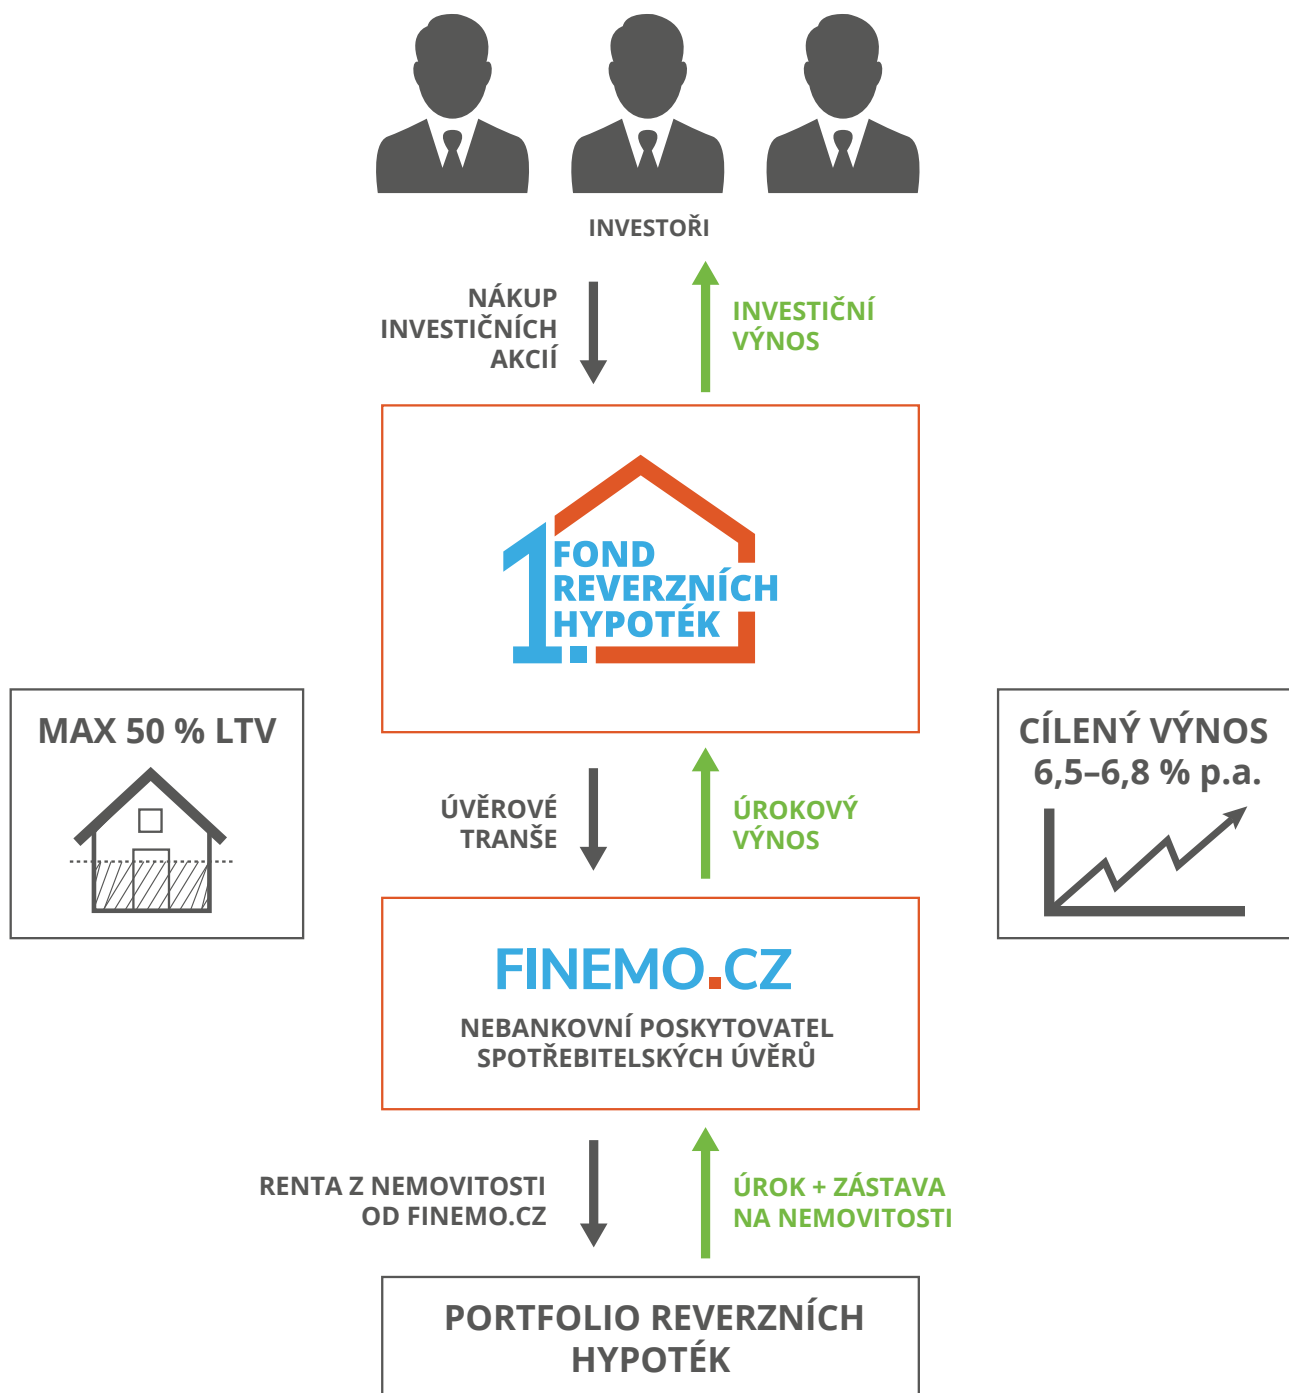 INVESTOŘI
NÁKUP
INVESTIČNÍCH
AKCIÍ
INVESTIČNÍ
VÝNOS
1.
FOND
REVERZNÍCH
HYPOTÉK
MAX 50 % LTV
CÍLENÝ VÝNOS
6,5–6,8 % p.a.
ÚVĚROVÉ
TRANŠE
ÚROKOVÝ
VÝNOS
FINEMO.CZ
NEBANKOVNÍ POSKYTOVATEL
SPOTŘEBITELSKÝCH ÚVĚRŮ
RENTA Z NEMOVITOSTI
OD FINEMO.CZ
ÚROK + ZÁSTAVA
NA NEMOVITOSTI
PORTFOLIO REVERZNÍCH
HYPOTÉK